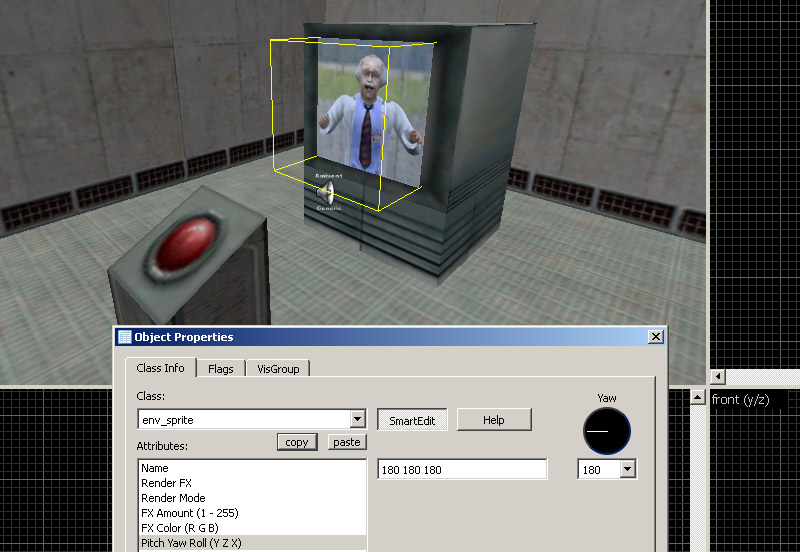 Ambient
Generic
Object Properties
Class Info
Flags
VisGroup
Class:
Yaw
front (y/z)
env_sprite
SmartEdit
Help
Attributes:
copy
paste
Name
180 180 180
180
Render FX
Render Mode
FX Amount (1 - 255)
FX Color (R G B)
Pitch Yaw Roll (Y Z X)